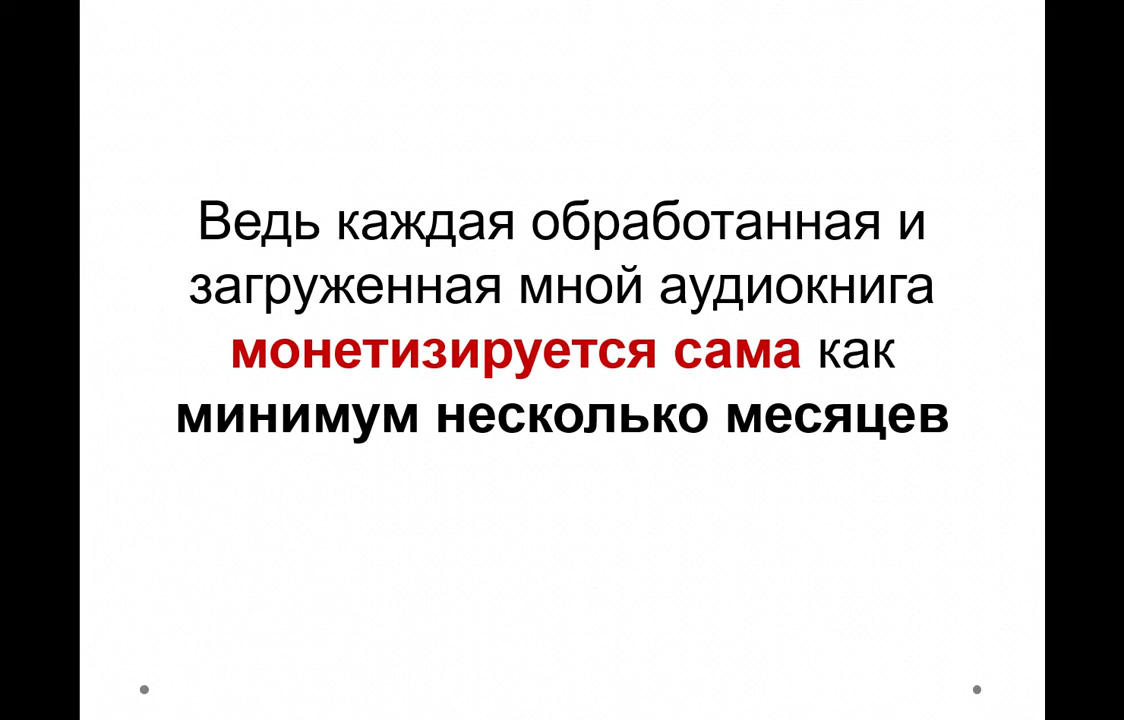 Ведь каждая обработанная и
загруженная мной аудиокнига
монетизируется сама как
минимум несколько месяцев